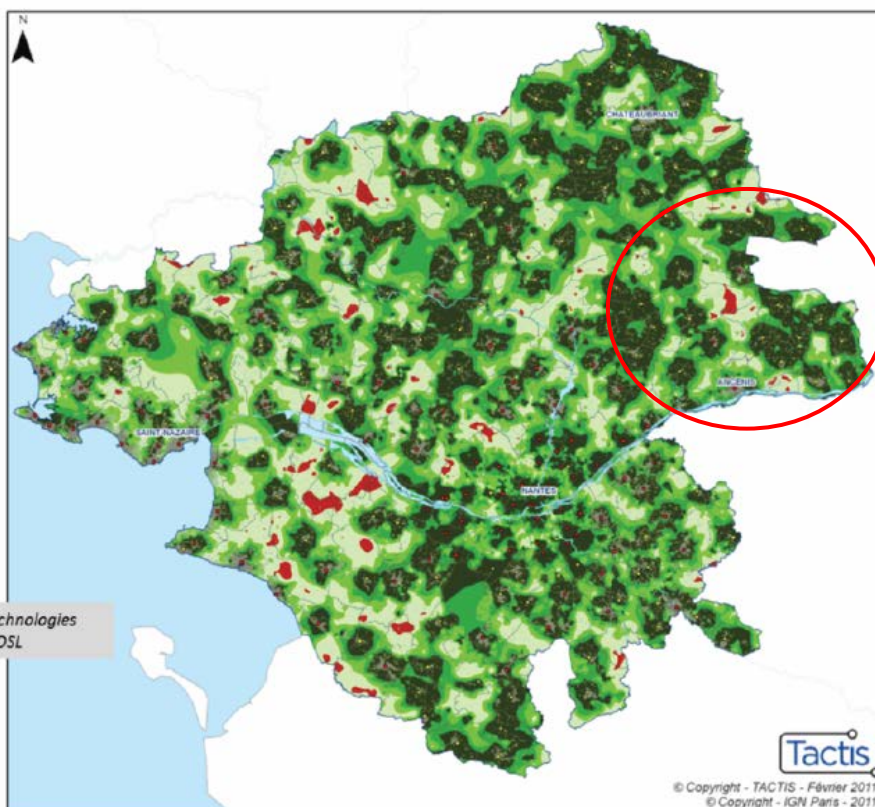 N
CHATEAUBRIANT
ANCENIS
SAINT-NAZAIRE
NANTES
chnologies
DSL
Tactis
© Copyright - TACTIS - Février 2011
© Copyright - IGN Paris - 2011